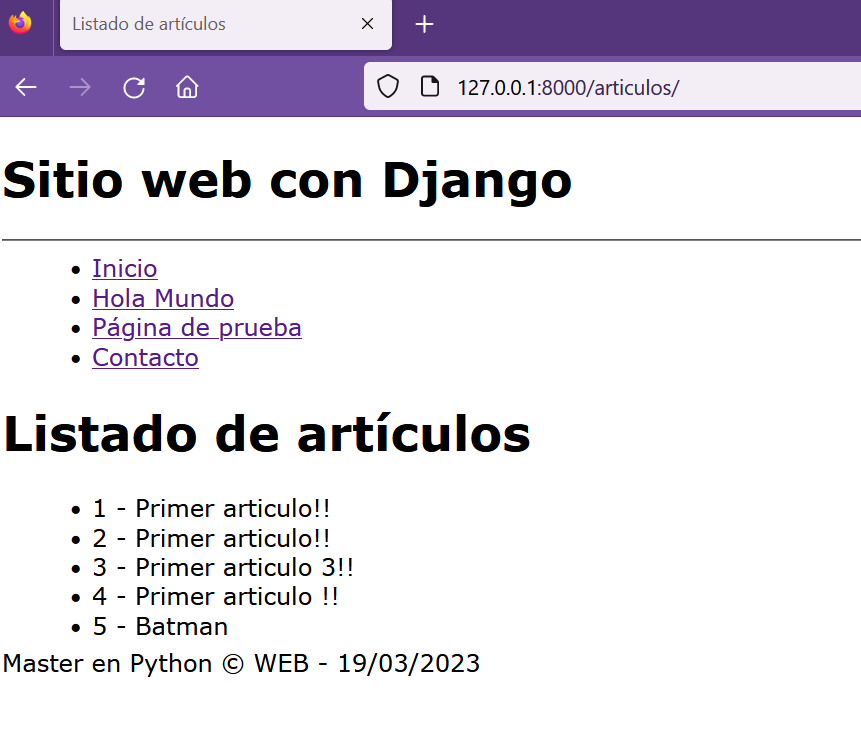 Listado de artículos
127.0.0.1:8000/articulos/
Sitio web con Django
Inicio
Hola Mundo
Página de prueba
Contacto
Listado de artículos
1 - Primer articulo!!
2 - Primer articulo!!
3 - Primer articulo 3!!
4 - Primer articulo !!
5 - Batman
Master en Python © WEB - 19/03/2023